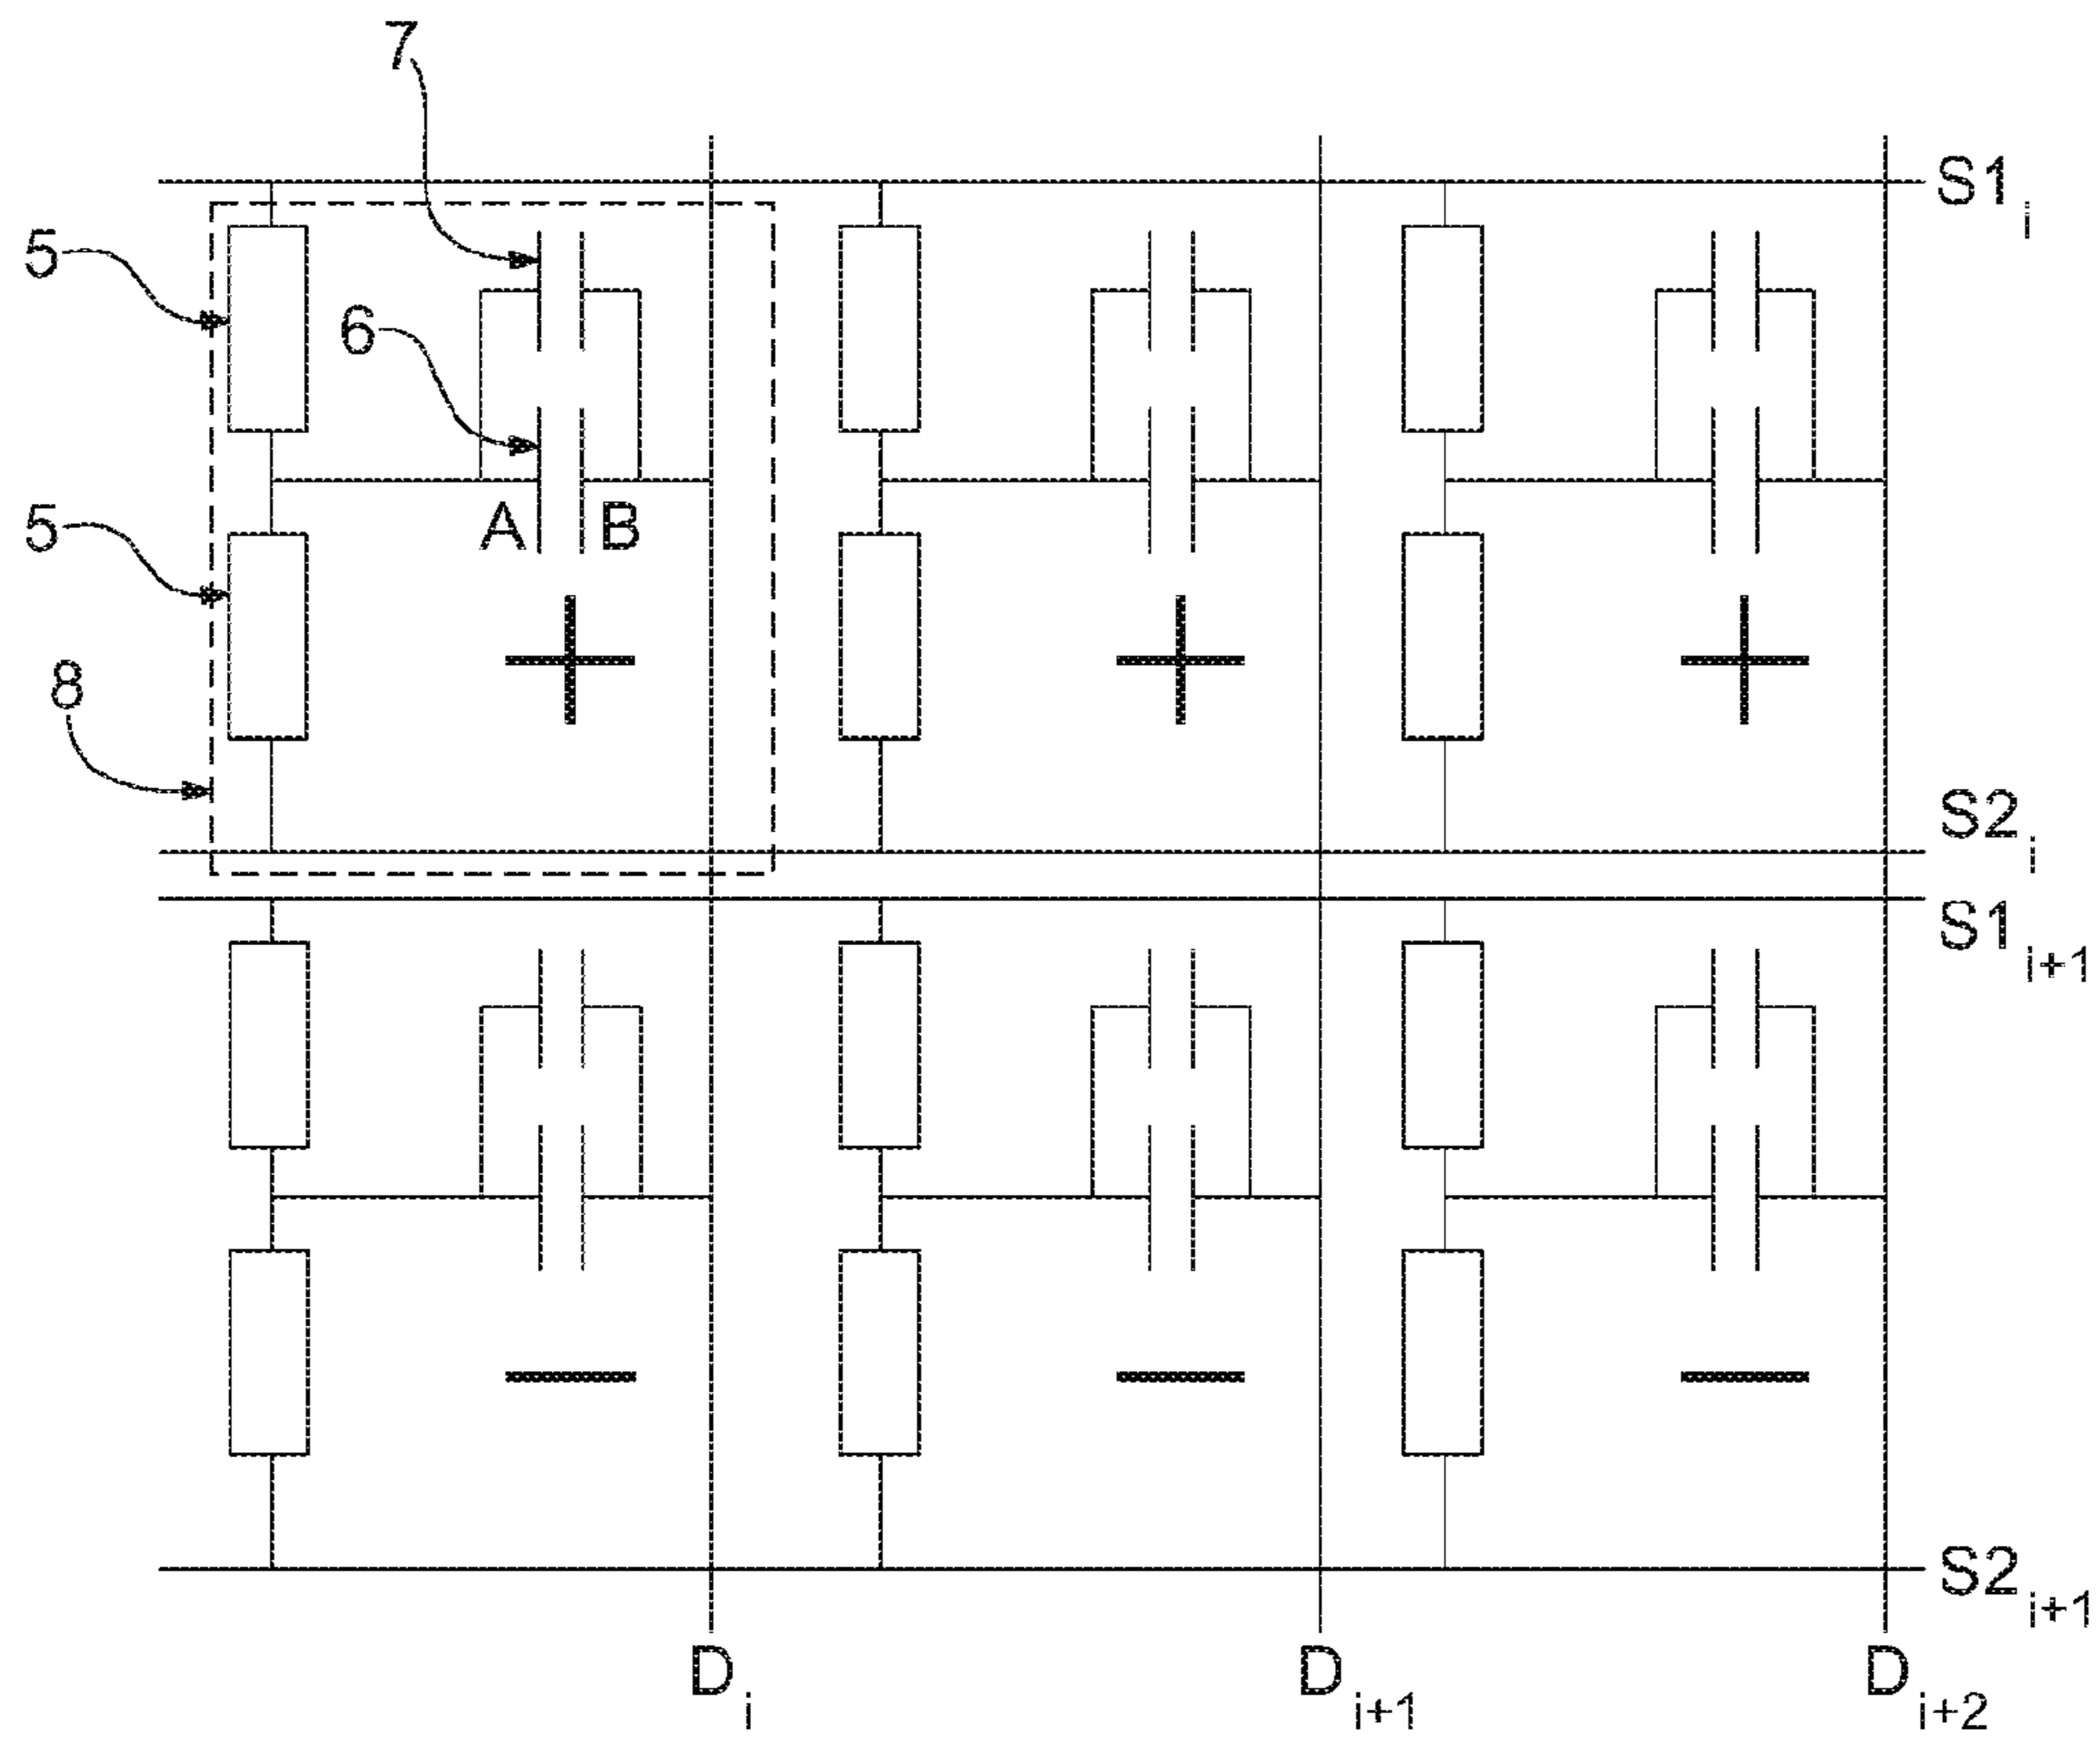 7
S1i
5
6
5
A B
+ + +
8
S2i
S1i+1
− − −
S2i+1
Di Di+1 Di+2